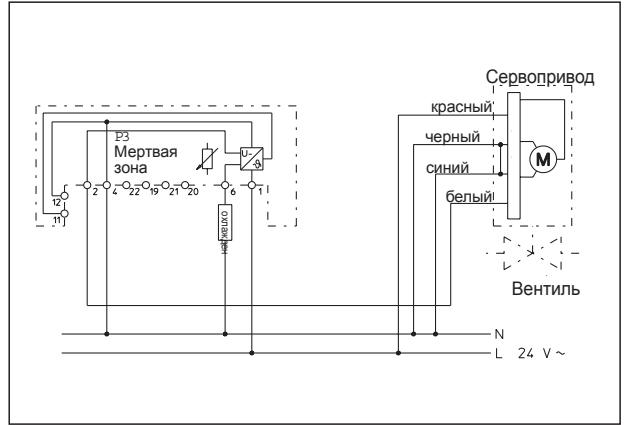 Сервопривод
красный
черный
синий
белый
M
Вентиль
P3
Мертвая
зона
U~
ϑ
12
11
2 4 22 19 21 20 6 1
охлажден
N
L 24 V ~